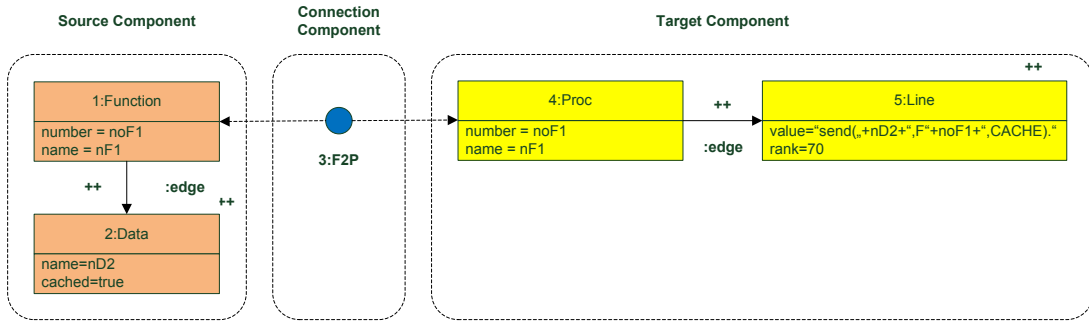 Source Component
Connection
Component
Target Component
1:Function
number = noF1
name = nF1
++
:edge
++
2:Data
name=nD2
cached=true
3:F2P
4:Proc
number = noF1
name = nF1
++
:edge
++
5:Line
value=“send(„+nD2+“,F“+noF1+“,CACHE).“
rank=70